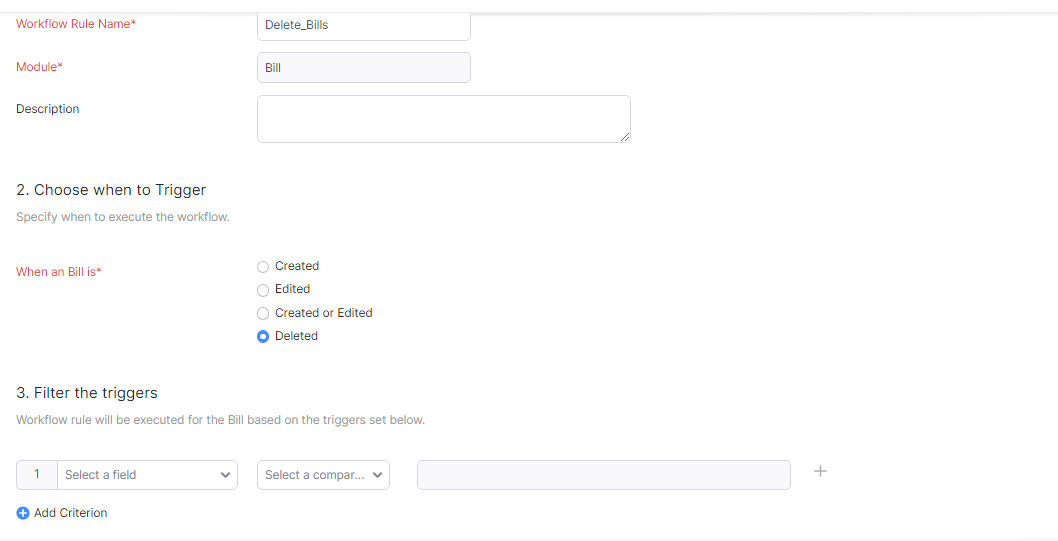 Workflow Rule Name*
Delete_Bills
Module*
Bill
Description
2. Choose when to Trigger
Specify when to execute the workflow.
When an Bill is*
Created
Edited
Created or Edited
Deleted
3. Filter the triggers
Workflow rule will be executed for the Bill based on the triggers set below.
1 Select a field Select a compar...
Add Criterion